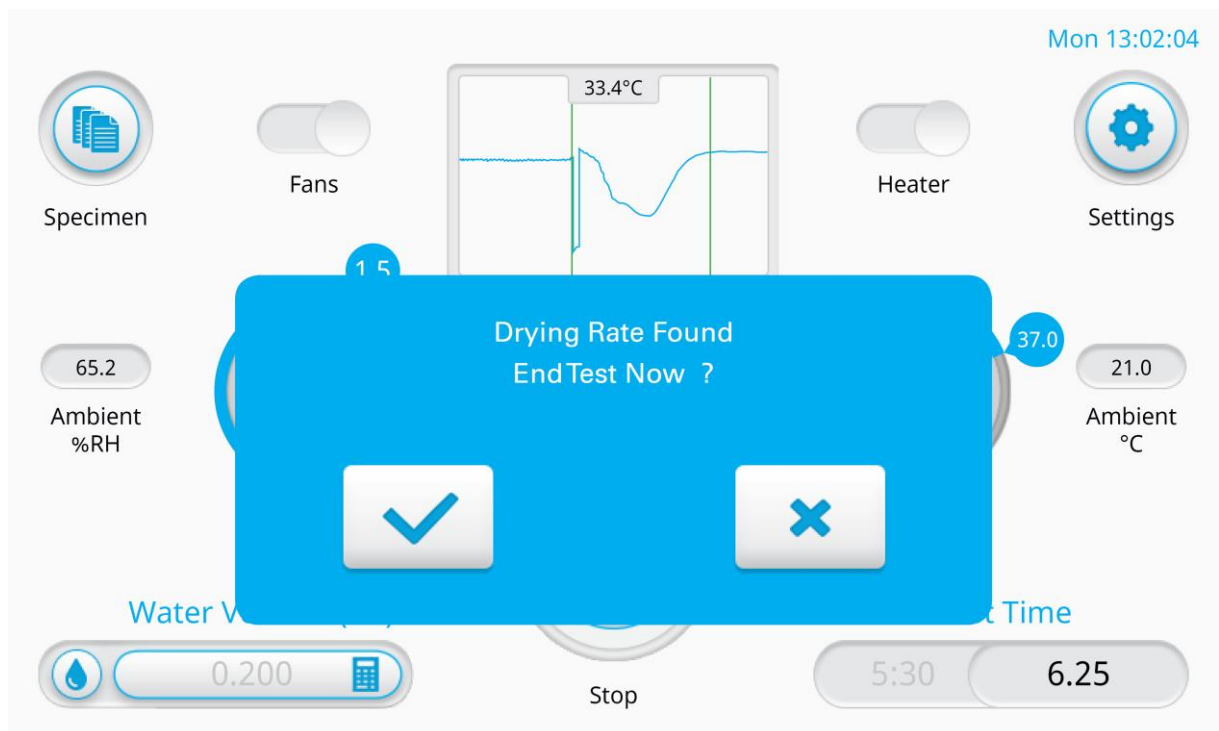 Mon 13:02:04
33.4°C
Fans
Heater
Specimen
Settings
1.5
Drying Rate Found
End Test Now ?
37.0
65.2
21.0
Ambient
%RH
Ambient
°C
Water
Time
0.200
5:30
6.25
Stop